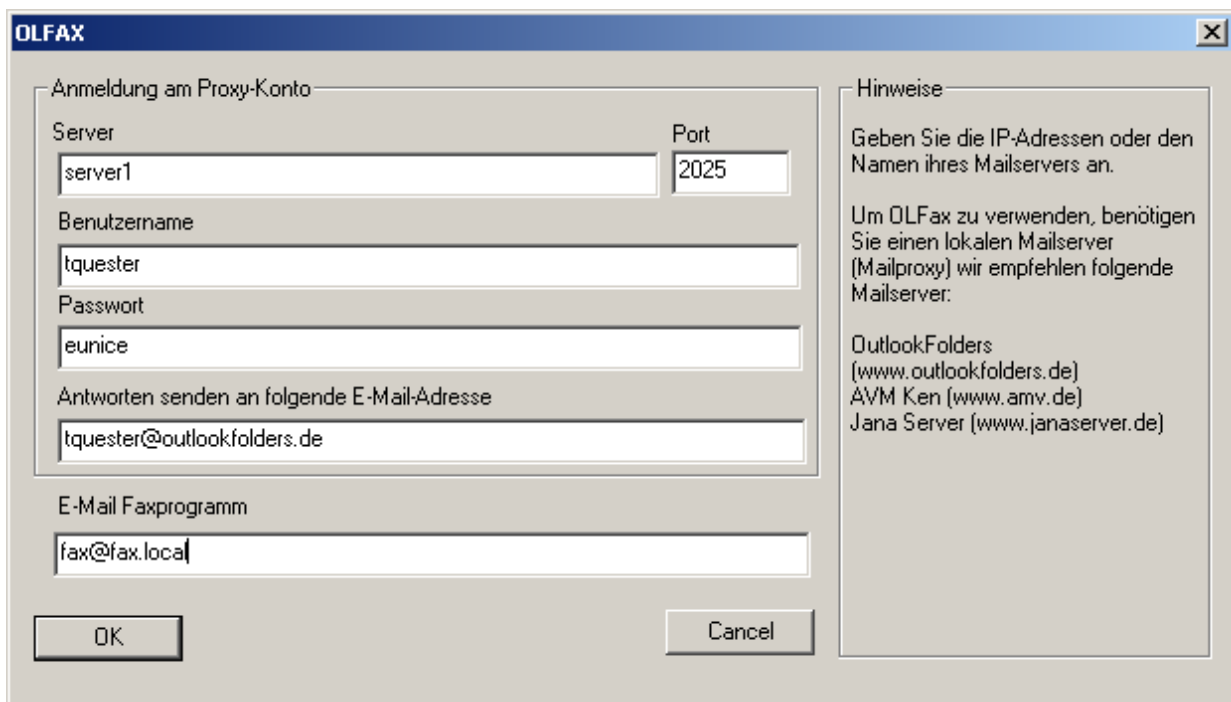 OLFAX
Anmeldung am Proxy-Konto
Server
Port
server1
2025
Benutzername
tquester
Passwort
eunice
Antworten senden an folgende E-Mail-Adresse
tquester@outlookfolders.de
E-Mail Faxprogramm
fax@fax.local
OK
Cancel
Hinweise
Geben Sie die IP-Adressen oder den
Namen ihres Mailservers an.
Um OLFax zu verwenden, benötigen
Sie einen lokalen Mailserver
(Mailproxy) wir empfehlen folgende
Mailserver:
OutlookFolders
(www.outlookfolders.de)
AVM Ken (www.amv.de)
Jana Server (www.janaserver.de)